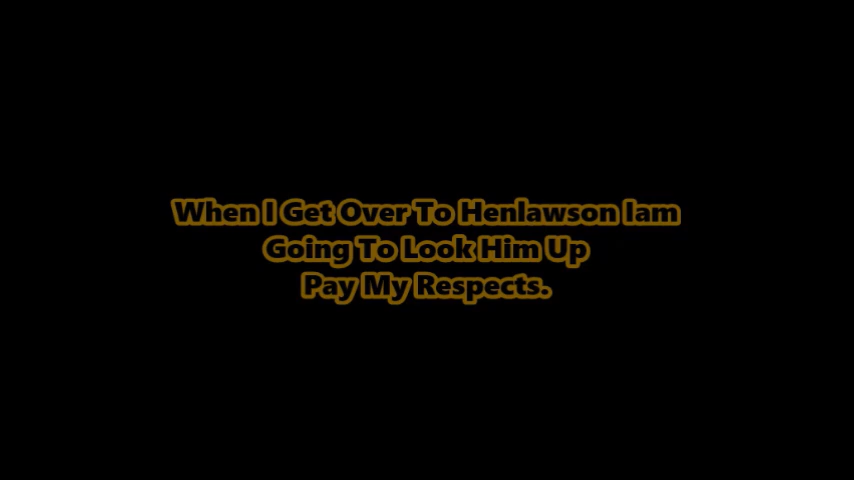 When I Get Over To Henlawson Iam
Going To Look Him Up
Pay My Respects.